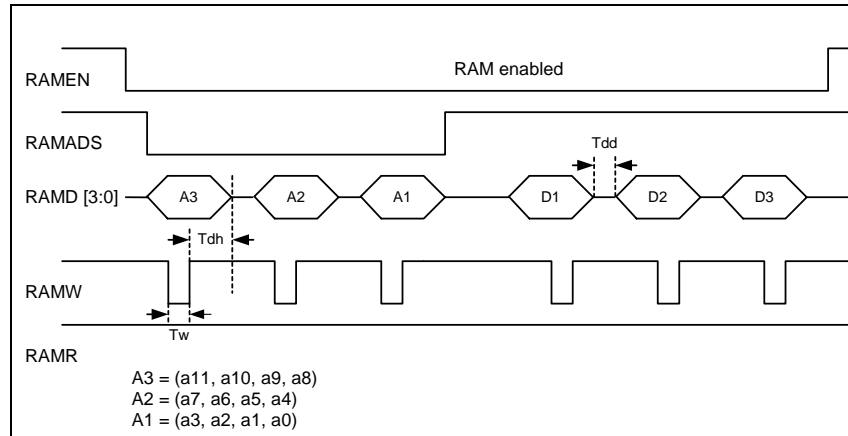 RAMEN
RAM enabled
RAMADS
Tdd
RAMD [3:0]
A3
A2
A1
D1
D2
D3
Tdh
RAMW
Tw
RAMR
A3 = (a11, a10, a9, a8)
A2 = (a7, a6, a5, a4)
A1 = (a3, a2, a1, a0)